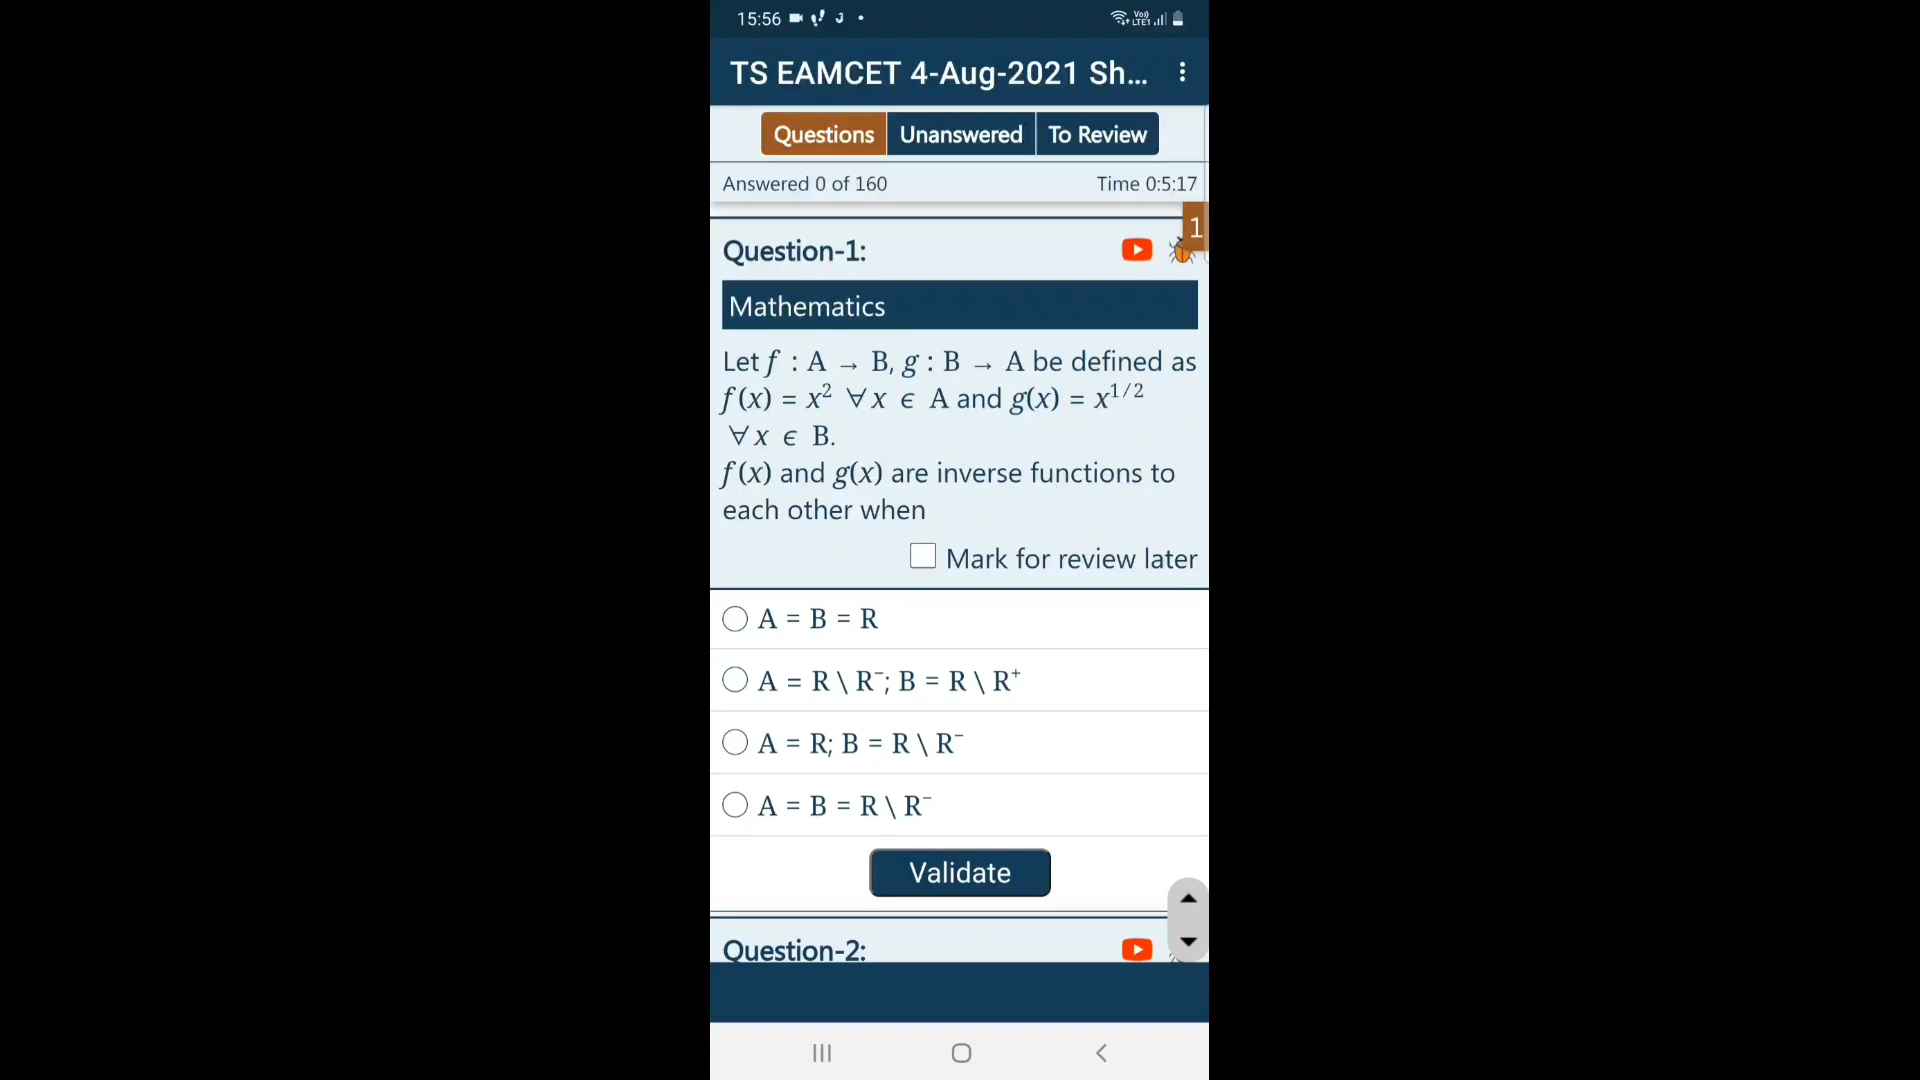 15:56
TS EAMCET 4-Aug-2021 Sh...
Questions Unanswered To Review
Answered 0 of 160 Time 0:5:17
1
Question-1:
Mathematics
Let f : A → B, g : B → A be defined as
f(x) = x² ∀ x ϵ A and g(x) = x^1/2
∀ x ϵ B.
f(x) and g(x) are inverse functions to
each other when
Mark for review later
A = B = R
A = R \ R⁻; B = R \ R⁺
A = R; B = R \ R⁻
A = B = R \ R⁻
Validate
Question-2: